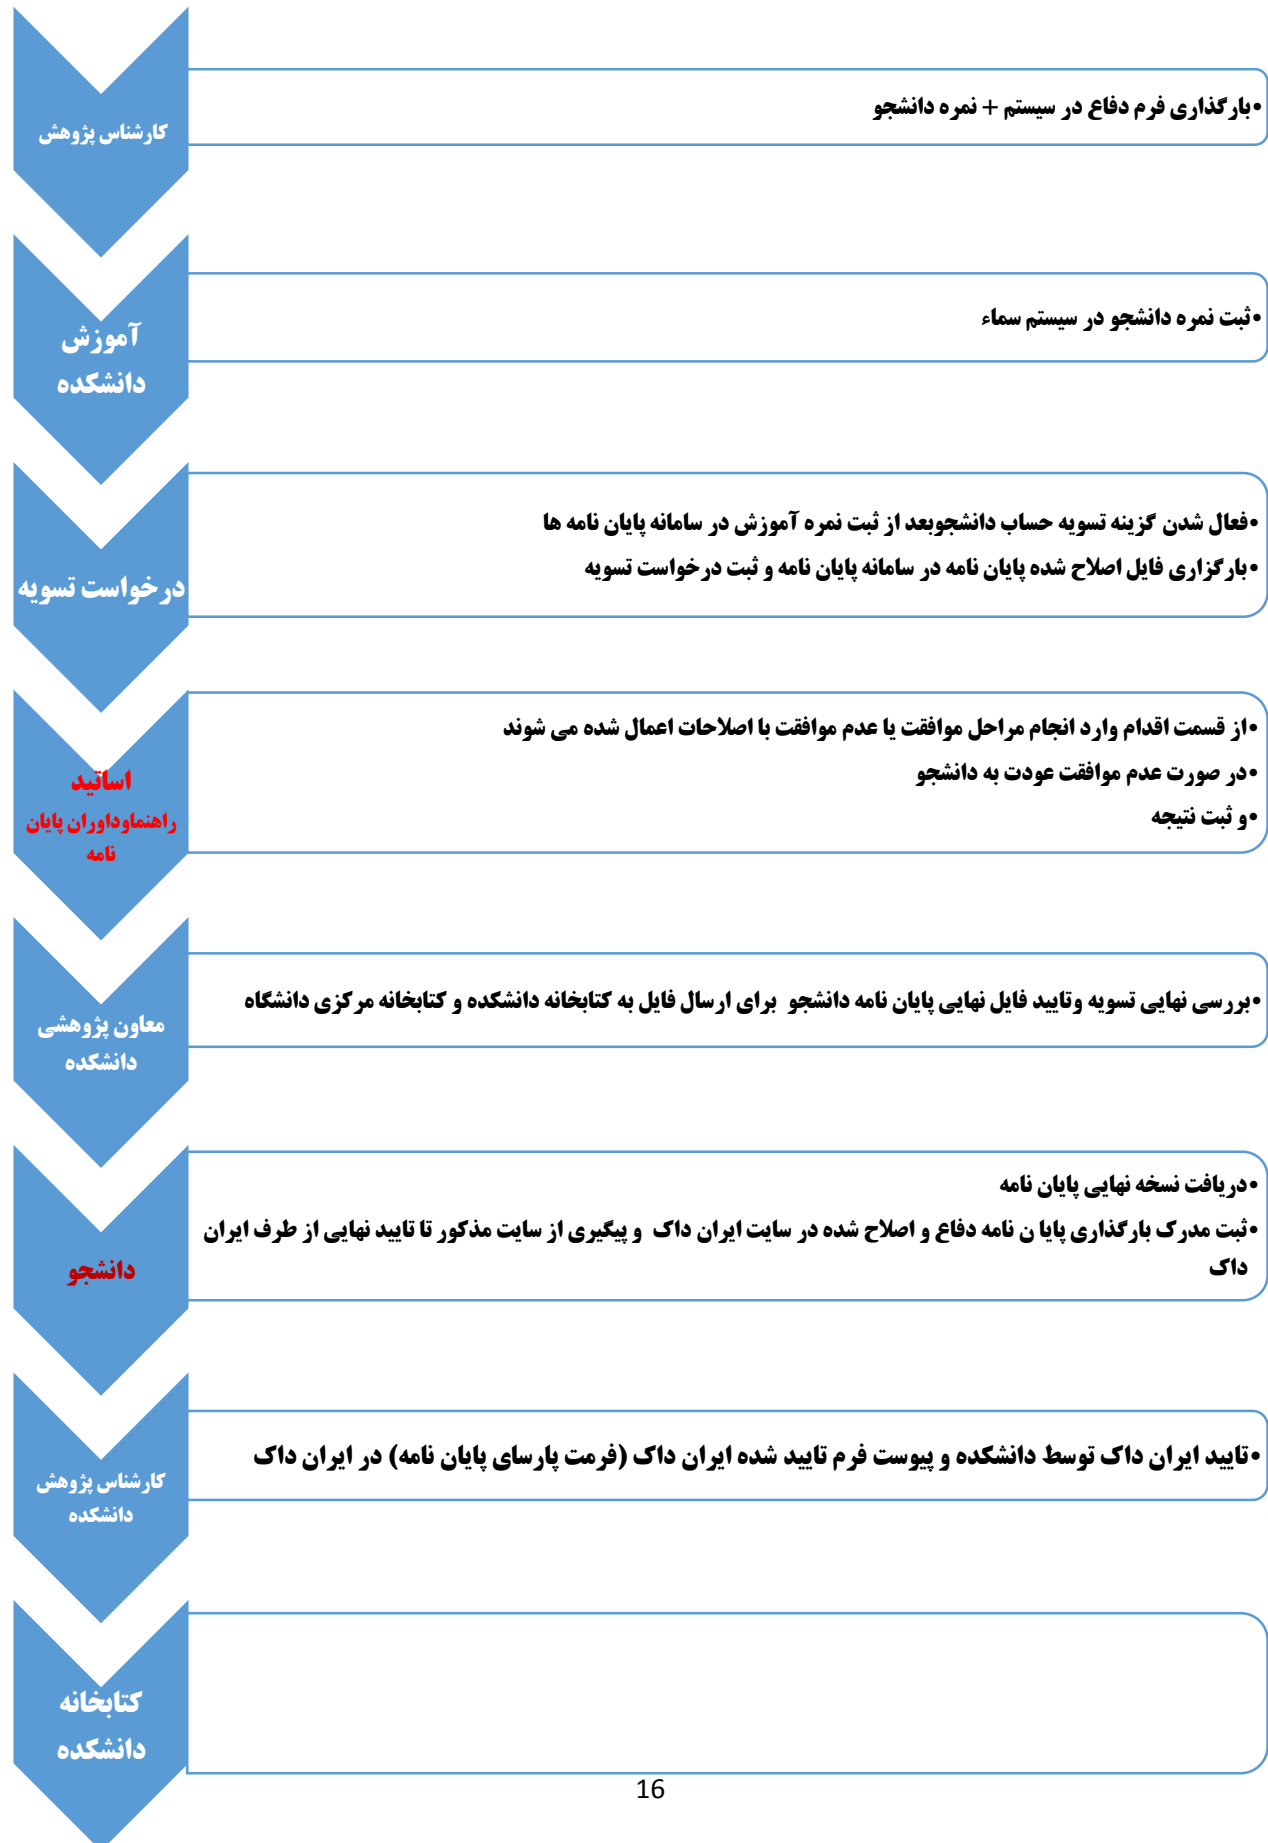 کارشناس پژوهش
•بارگذاری فرم دفاع در سیستم + نمره دانشجو
آموزش
دانشکده
•ثبت نمره دانشجو در سیستم سماء
درخواست تسویه
•فعال شدن گزینه تسویه حساب دانشجوبعد از ثبت نمره آموزش در سامانه پایان نامه ها
•بارگزاری فایل اصلاح شده پایان نامه در سامانه پایان نامه و ثبت درخواست تسویه
اساتید
راهنماوداوران پایان
نامه
•از قسمت اقدام وارد انجام مراحل موافقت یا عدم موافقت با اصلاحات اعمال شده می شوند
•در صورت عدم موافقت عودت به دانشجو
•و ثبت نتیجه
معاون پژوهشی
دانشکده
•بررسی نهایی تسویه وتایید فایل نهایی پایان نامه دانشجو برای ارسال فایل به کتابخانه دانشکده و کتابخانه مرکزی دانشگاه
دانشجو
•دریافت نسخه نهایی پایان نامه
•ثبت مدرک بارگذاری پایا ن نامه دفاع و اصلاح شده در سایت ایران داک و پیگیری از سایت مذکور تا تایید نهایی از طرف ایران
داک
کارشناس پژوهش
دانشکده
•تایید ایران داک توسط دانشکده و پیوست فرم تایید شده ایران داک (فرمت پارسای پایان نامه) در ایران داک
کتابخانه
دانشکده
16